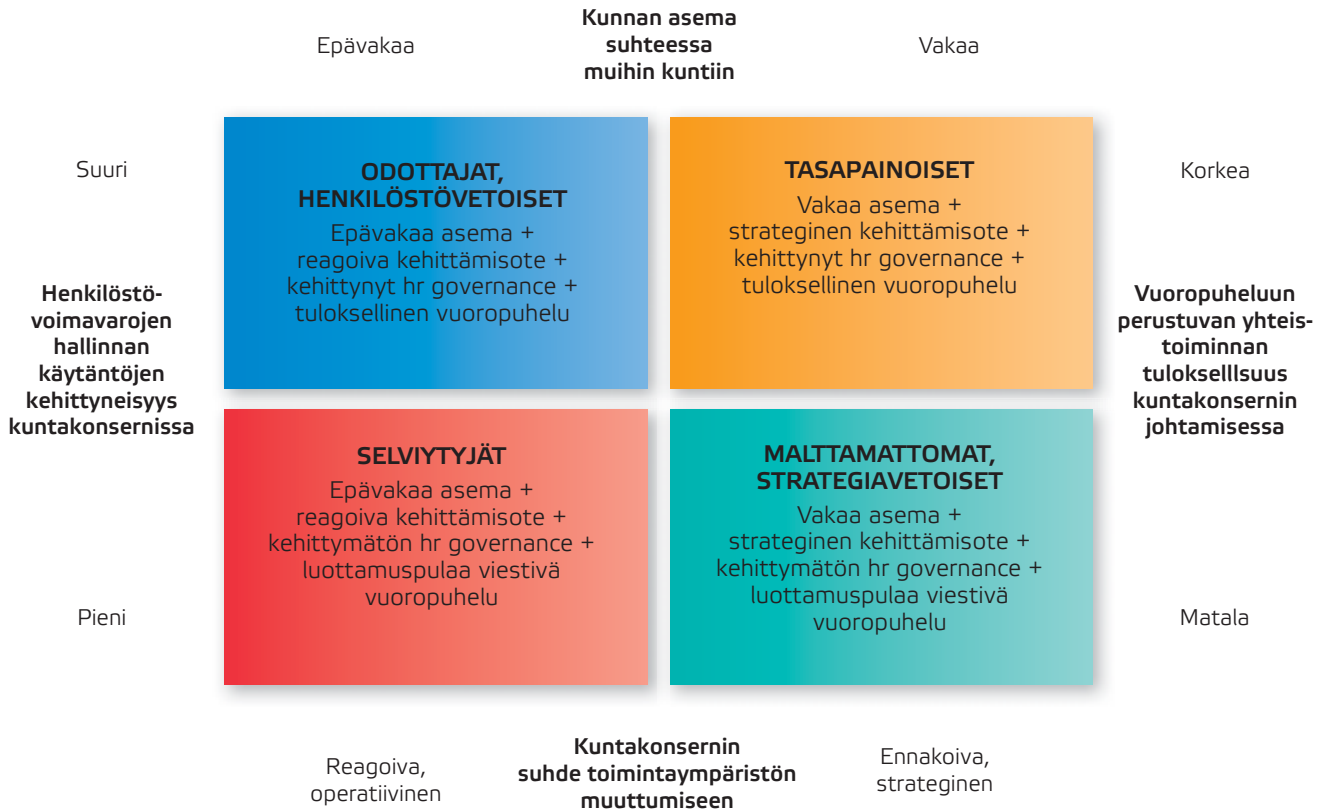 Kunnan asema
suhteessa
muihin kuntiin
Epävakaa
Vakaa
Suuri
Korkea
ODOTTAJAT,
HENKILÖSTÖVETOISET
Epävakaa asema +
reagoiva kehittämisote +
kehittynyt hr governance +
tuloksellinen vuoropuhelu
TASAPAINOISET
Vakaa asema +
strateginen kehittämisote +
kehittynyt hr governance +
tuloksellinen vuoropuhelu
Henkilöstö-
voimavarojen
hallinnan
käytäntöjen
kehittyneisyys
kuntakonsernissa
Vuoropuheluun
perustuvan yhteis-
toiminnan
tukselllsuus
kuntakonsernin
johtamisessa
SELVIYTYJÄT
Epävakaa asema +
reagoiva kehittämisote +
kehittymätön hr governance +
luottamuspulaa viestivä
vuoropuhelu
MALTTAMATTOMAT,
STRATEGIAVETOISET
Vakaa asema +
strateginen kehittämisote +
kehittymätön hr governance +
luottamuspulaa viestivä
vuoropuhelu
Pieni
Matala
Reagoiva,
operatiivinen
Kuntakonsernin
suhde toimintaympäristön
muuttumiseen
Ennakoiva,
strateginen